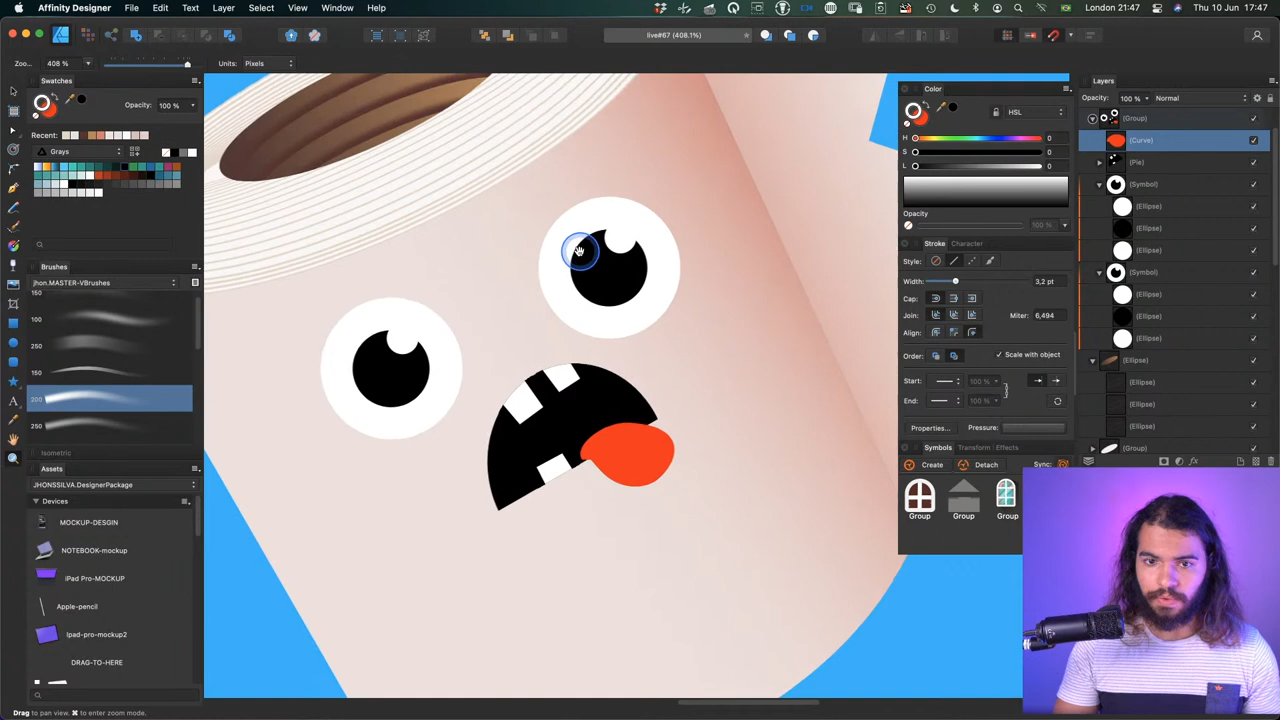 Affinity Designer File Edit Text Layer Select View Window Help London 21:47 Thu 10 Jun 17:47
live#67 (408.1%)
Zoo... 408 % Units: Pixels
Swatches
Opacity: 100 %
Recent:
Grays
Brushes
jhon.MASTER-VBrushes
150
100
250
150
200
250
Isometric
Assets
JHONSSILVA.DesignerPackage
Devices
MOCKUP-DESGIN
NOTEBOOK-mockup
iPad Pro-MOCKUP
Apple-pencil
Ipad-pro-mockup2
DRAG-TO-HERE
Drag to pan view. ⌘ to enter zoom mode.
Color
HSL
H 0
S 0
L 0
Opacity
100 %
Stroke Character
Style:
Width: 3,2 pt
Cap:
Join: Miter: 6,494
Align:
Order: Scale with object
Start: 100 %
End: 100 %
Properties... Pressure:
Symbols Transform Effects
Create Detach Sync:
Group Group Group
Layers
Opacity: 100 % Normal
(Group)
(Curve)
(Pie)
(Symbol)
(Ellipse)
(Ellipse)
(Ellipse)
(Symbol)
(Ellipse)
(Ellipse)
(Ellipse)
(Ellipse)
(Ellipse)
(Ellipse)
(Ellipse)
(Group)